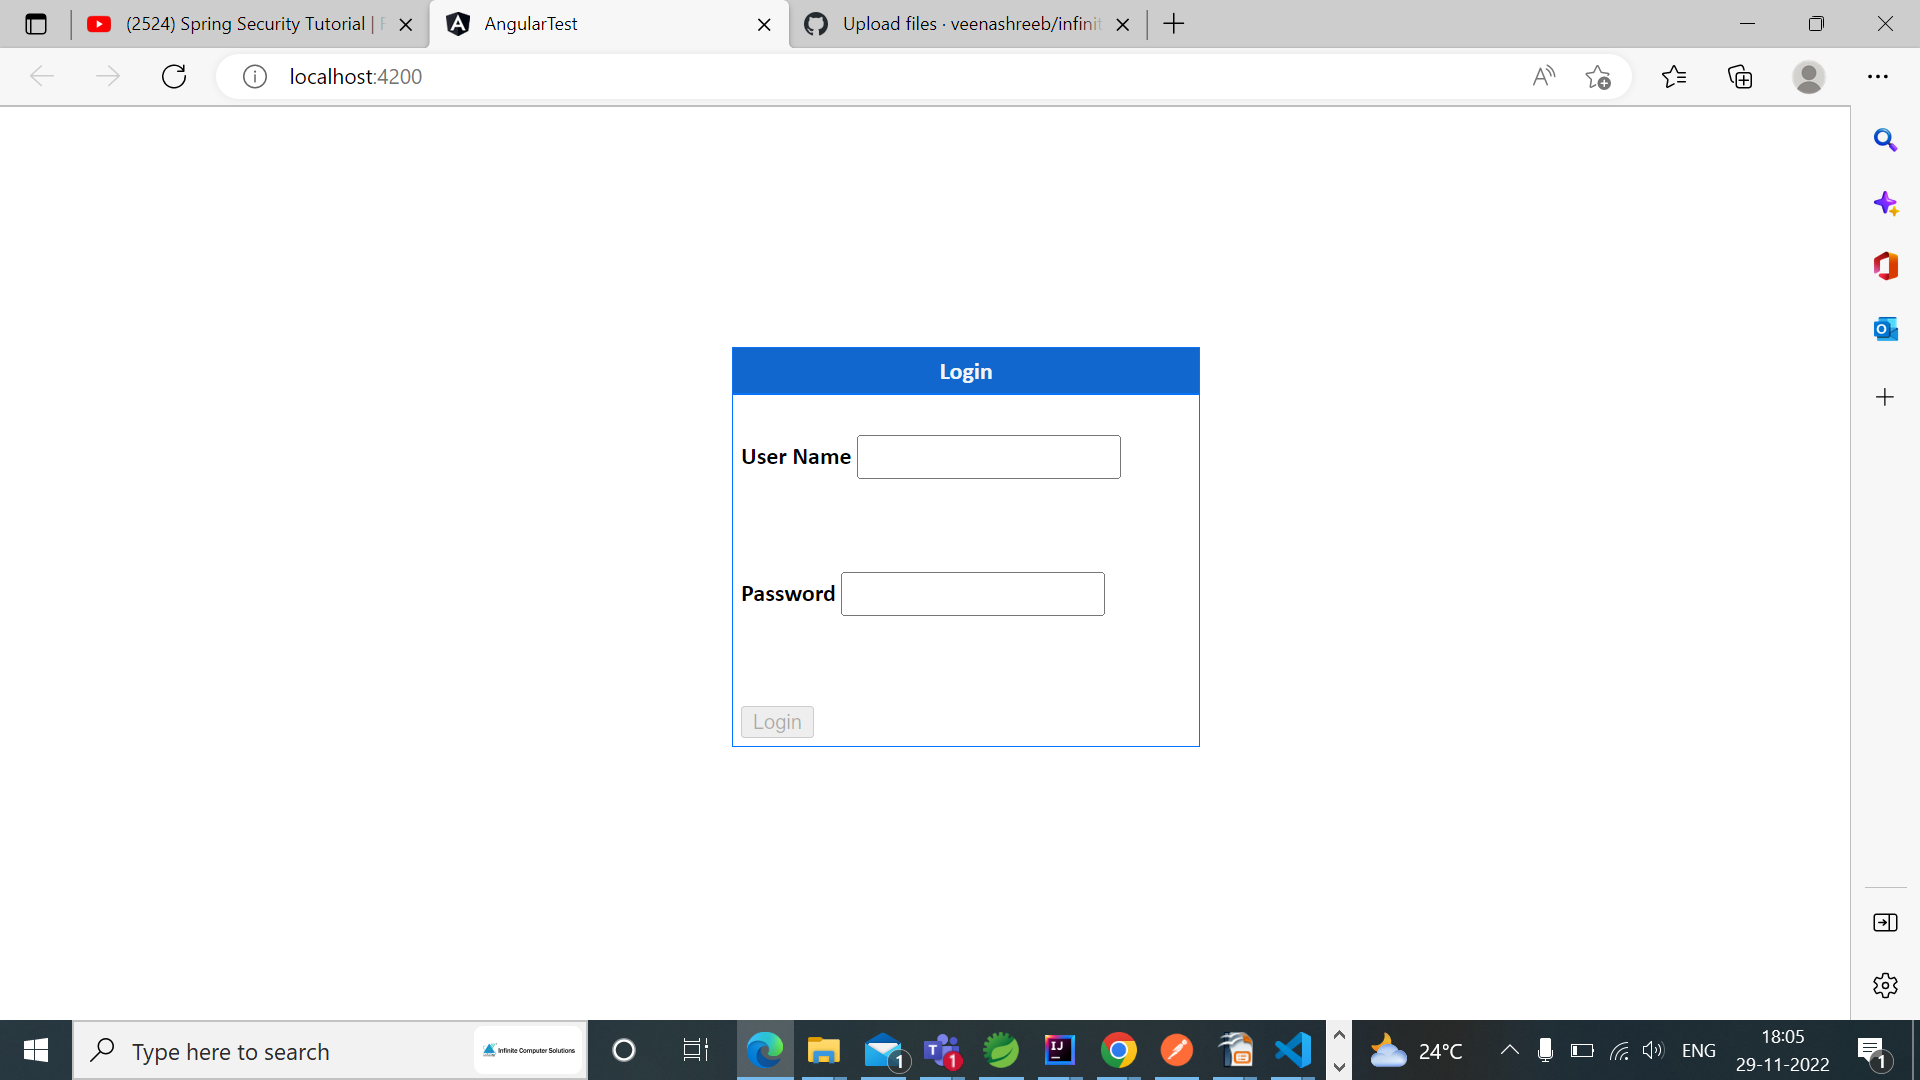 (2524) Spring Security Tutorial |
AngularTest
Upload files · veenashreeb/infinit
localhost:4200
Login
User Name
Password
Login
Type here to search
Infinite Computer Solutions
1
1
24°C
ENG
18:05
29-11-2022
1